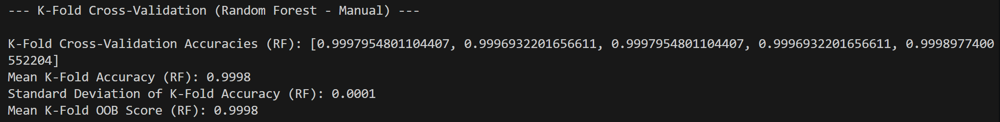 --- K-Fold Cross-Validation (Random Forest - Manual) ---
K-Fold Cross-Validation Accuracies (RF): [0.9997954801104407, 0.9996932201656611, 0.9997954801104407, 0.9996932201656611, 0.9998977400
552204]
Mean K-Fold Accuracy (RF): 0.9998
Standard Deviation of K-Fold Accuracy (RF): 0.0001
Mean K-Fold OOB Score (RF): 0.9998